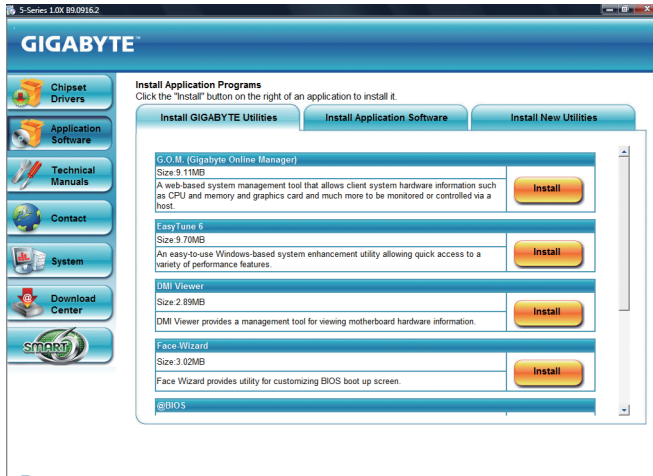 5-Series 1.0X B9.0916.2
GIGABYTE™
Chipset
Drivers
Application
Software
Technical
Manuals
Contact
System
Download
Center
SMART
Install Application Programs
Click the "Install" button on the right of an application to install it.
Install GIGABYTE Utilities
Install Application Software
Install New Utilities
G.O.M. (Gigabyte Online Manager)
Size:9.11MB
A web-based system management tool that allows client system hardware information such
as CPU and memory and graphics card and much more to be monitored or controlled via a
host.
Install
EasyTune 6
Size:9.70MB
An easy-to-use Windows-based system enhancement utility allowing quick access to a
variety of performance features.
Install
DMI Viewer
Size:2.89MB
DMI Viewer provides a management tool for viewing motherboard hardware information.
Install
Face-Wizard
Size:3.02MB
Face Wizard provides utility for customizing BIOS boot up screen.
Install
@BIOS